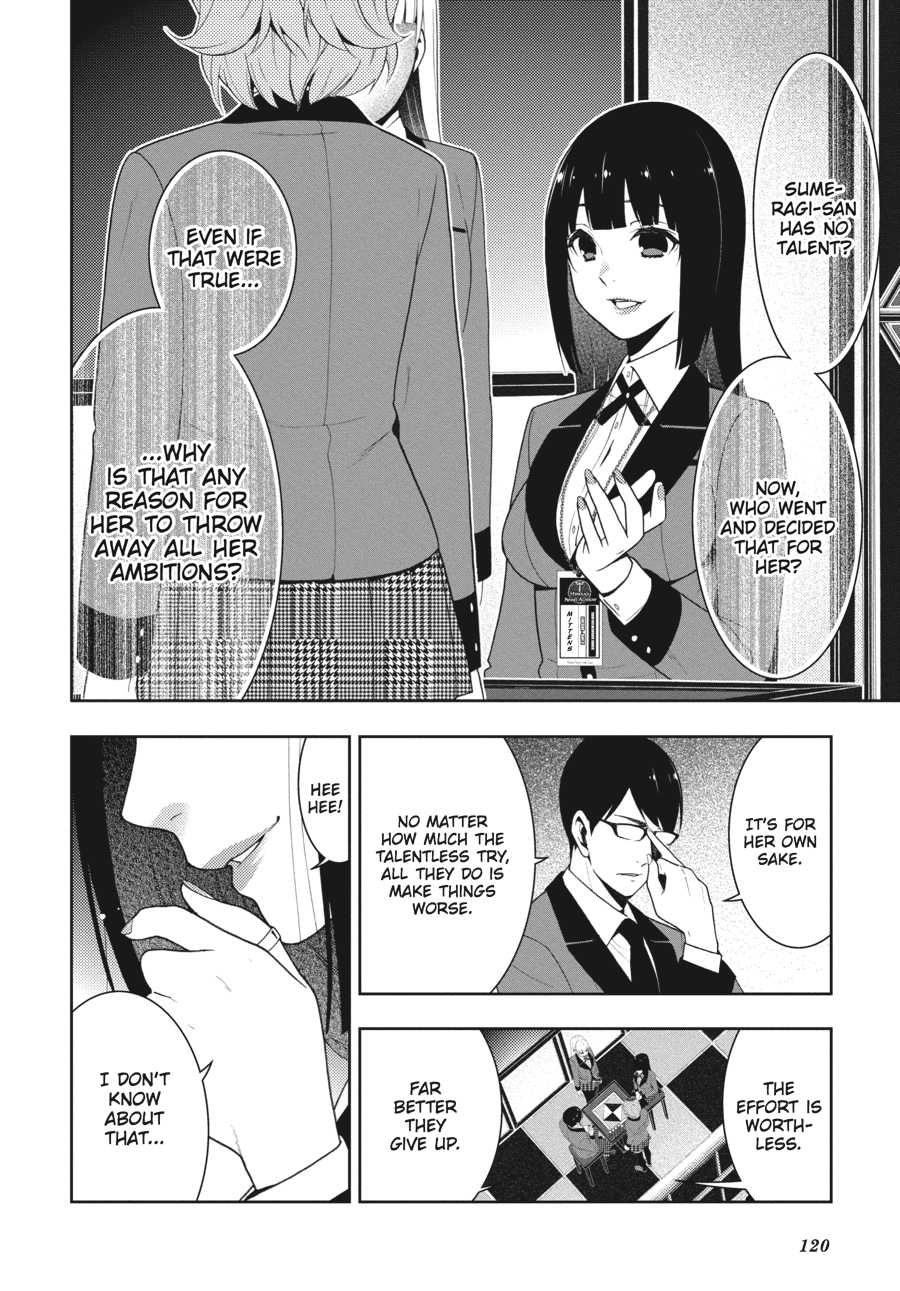 SUME-
RAGI-SAN
HAS NO
TALENT?
NOW,
WHO WENT
AND DECIDED
THAT FOR
HER?
EVEN IF
THAT WERE
TRUE...
...WHY
IS THAT ANY
REASON FOR
HER TO THROW
AWAY ALL HER
AMBITIONS?
MITTENS
IT'S FOR
HER OWN
SAKE.
NO MATTER
HOW MUCH THE
TALENTLESS TRY,
ALL THEY DO IS
MAKE THINGS
WORSE.
THE
EFFORT IS
WORTH-
LESS.
FAR
BETTER
THEY
GIVE UP.
HEE
HEE!
I DON'T
KNOW
ABOUT
THAT...
120